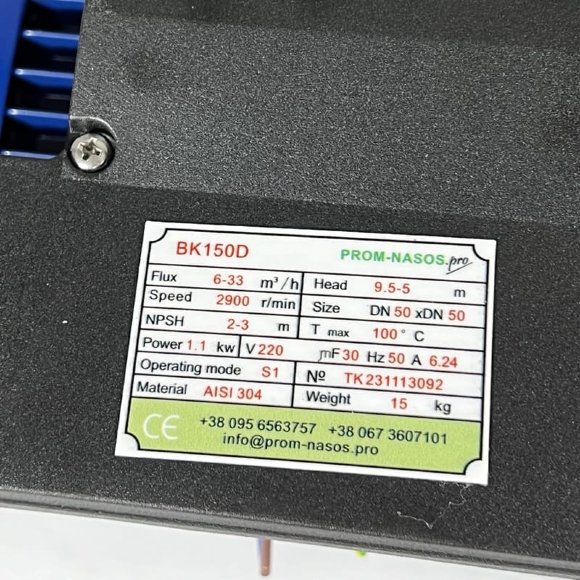 BK150D PROM-NASOS.pro
Flux 6-33 m³/h Head 9.5-5 m
Speed 2900 r/min Size DN 50 xDN 50
NPSH 2-3 m T max 100° C
Power 1.1 kw V 220 mF 30 Hz 50 A 6.24
Operating mode S1 № TK231113092
Material AISI 304 Weight 15 kg
CE +38 095 6563757 +38 067 3607101
info@prom-nasos.pro